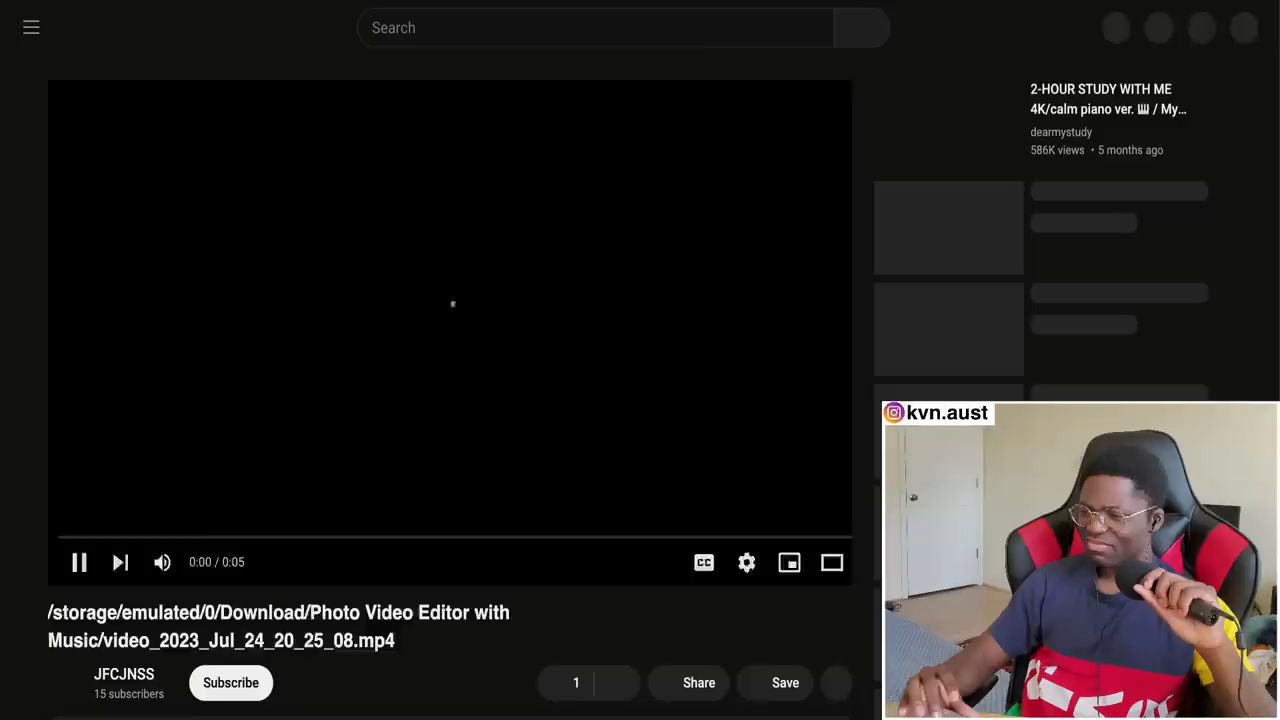 Search
2-HOUR STUDY WITH ME
4K/calm piano ver. 🎹 / My...
dearmystudy
586K views • 5 months ago
kvn.aust
0:00 / 0:05
CC
/storage/emulated/0/Download/Photo Video Editor with
Music/video_2023_Jul_24_20_25_08.mp4
JFCJNSS
15 subscribers
Subscribe
1
Share
Save